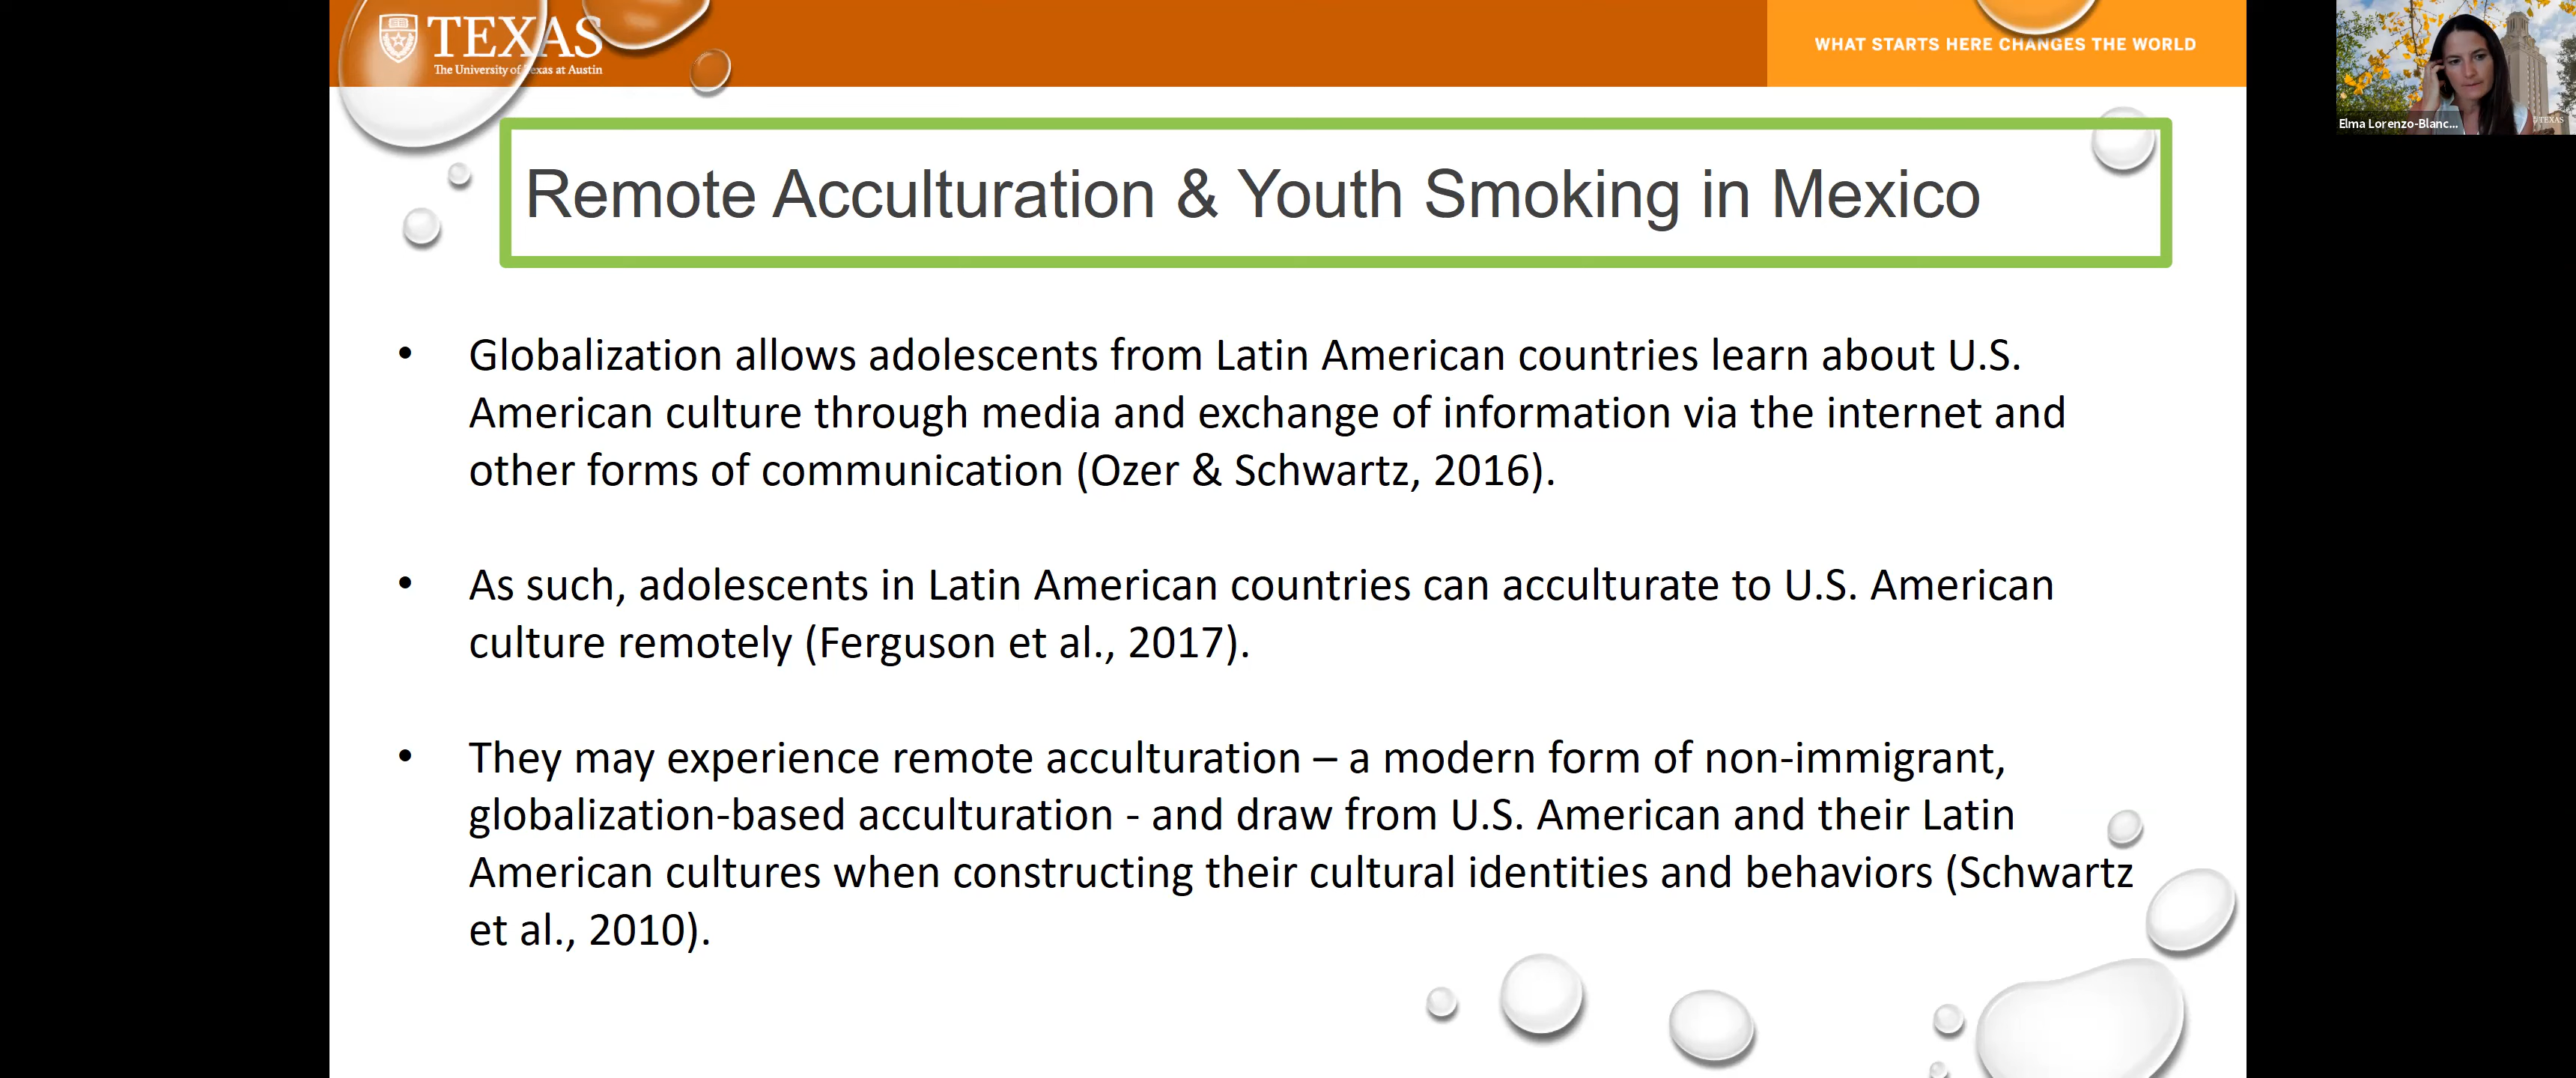 TEXAS
The University of Texas at Austin
WHAT STARTS HERE CHANGES THE WORLD
Elma Lorenzo-Blanc...
TEXAS
Remote Acculturation & Youth Smoking in Mexico
• Globalization allows adolescents from Latin American countries learn about U.S.
American culture through media and exchange of information via the internet and
other forms of communication (Ozer & Schwartz, 2016).
• As such, adolescents in Latin American countries can acculturate to U.S. American
culture remotely (Ferguson et al., 2017).
• They may experience remote acculturation – a modern form of non-immigrant,
globalization-based acculturation - and draw from U.S. American and their Latin
American cultures when constructing their cultural identities and behaviors (Schwartz
et al., 2010).